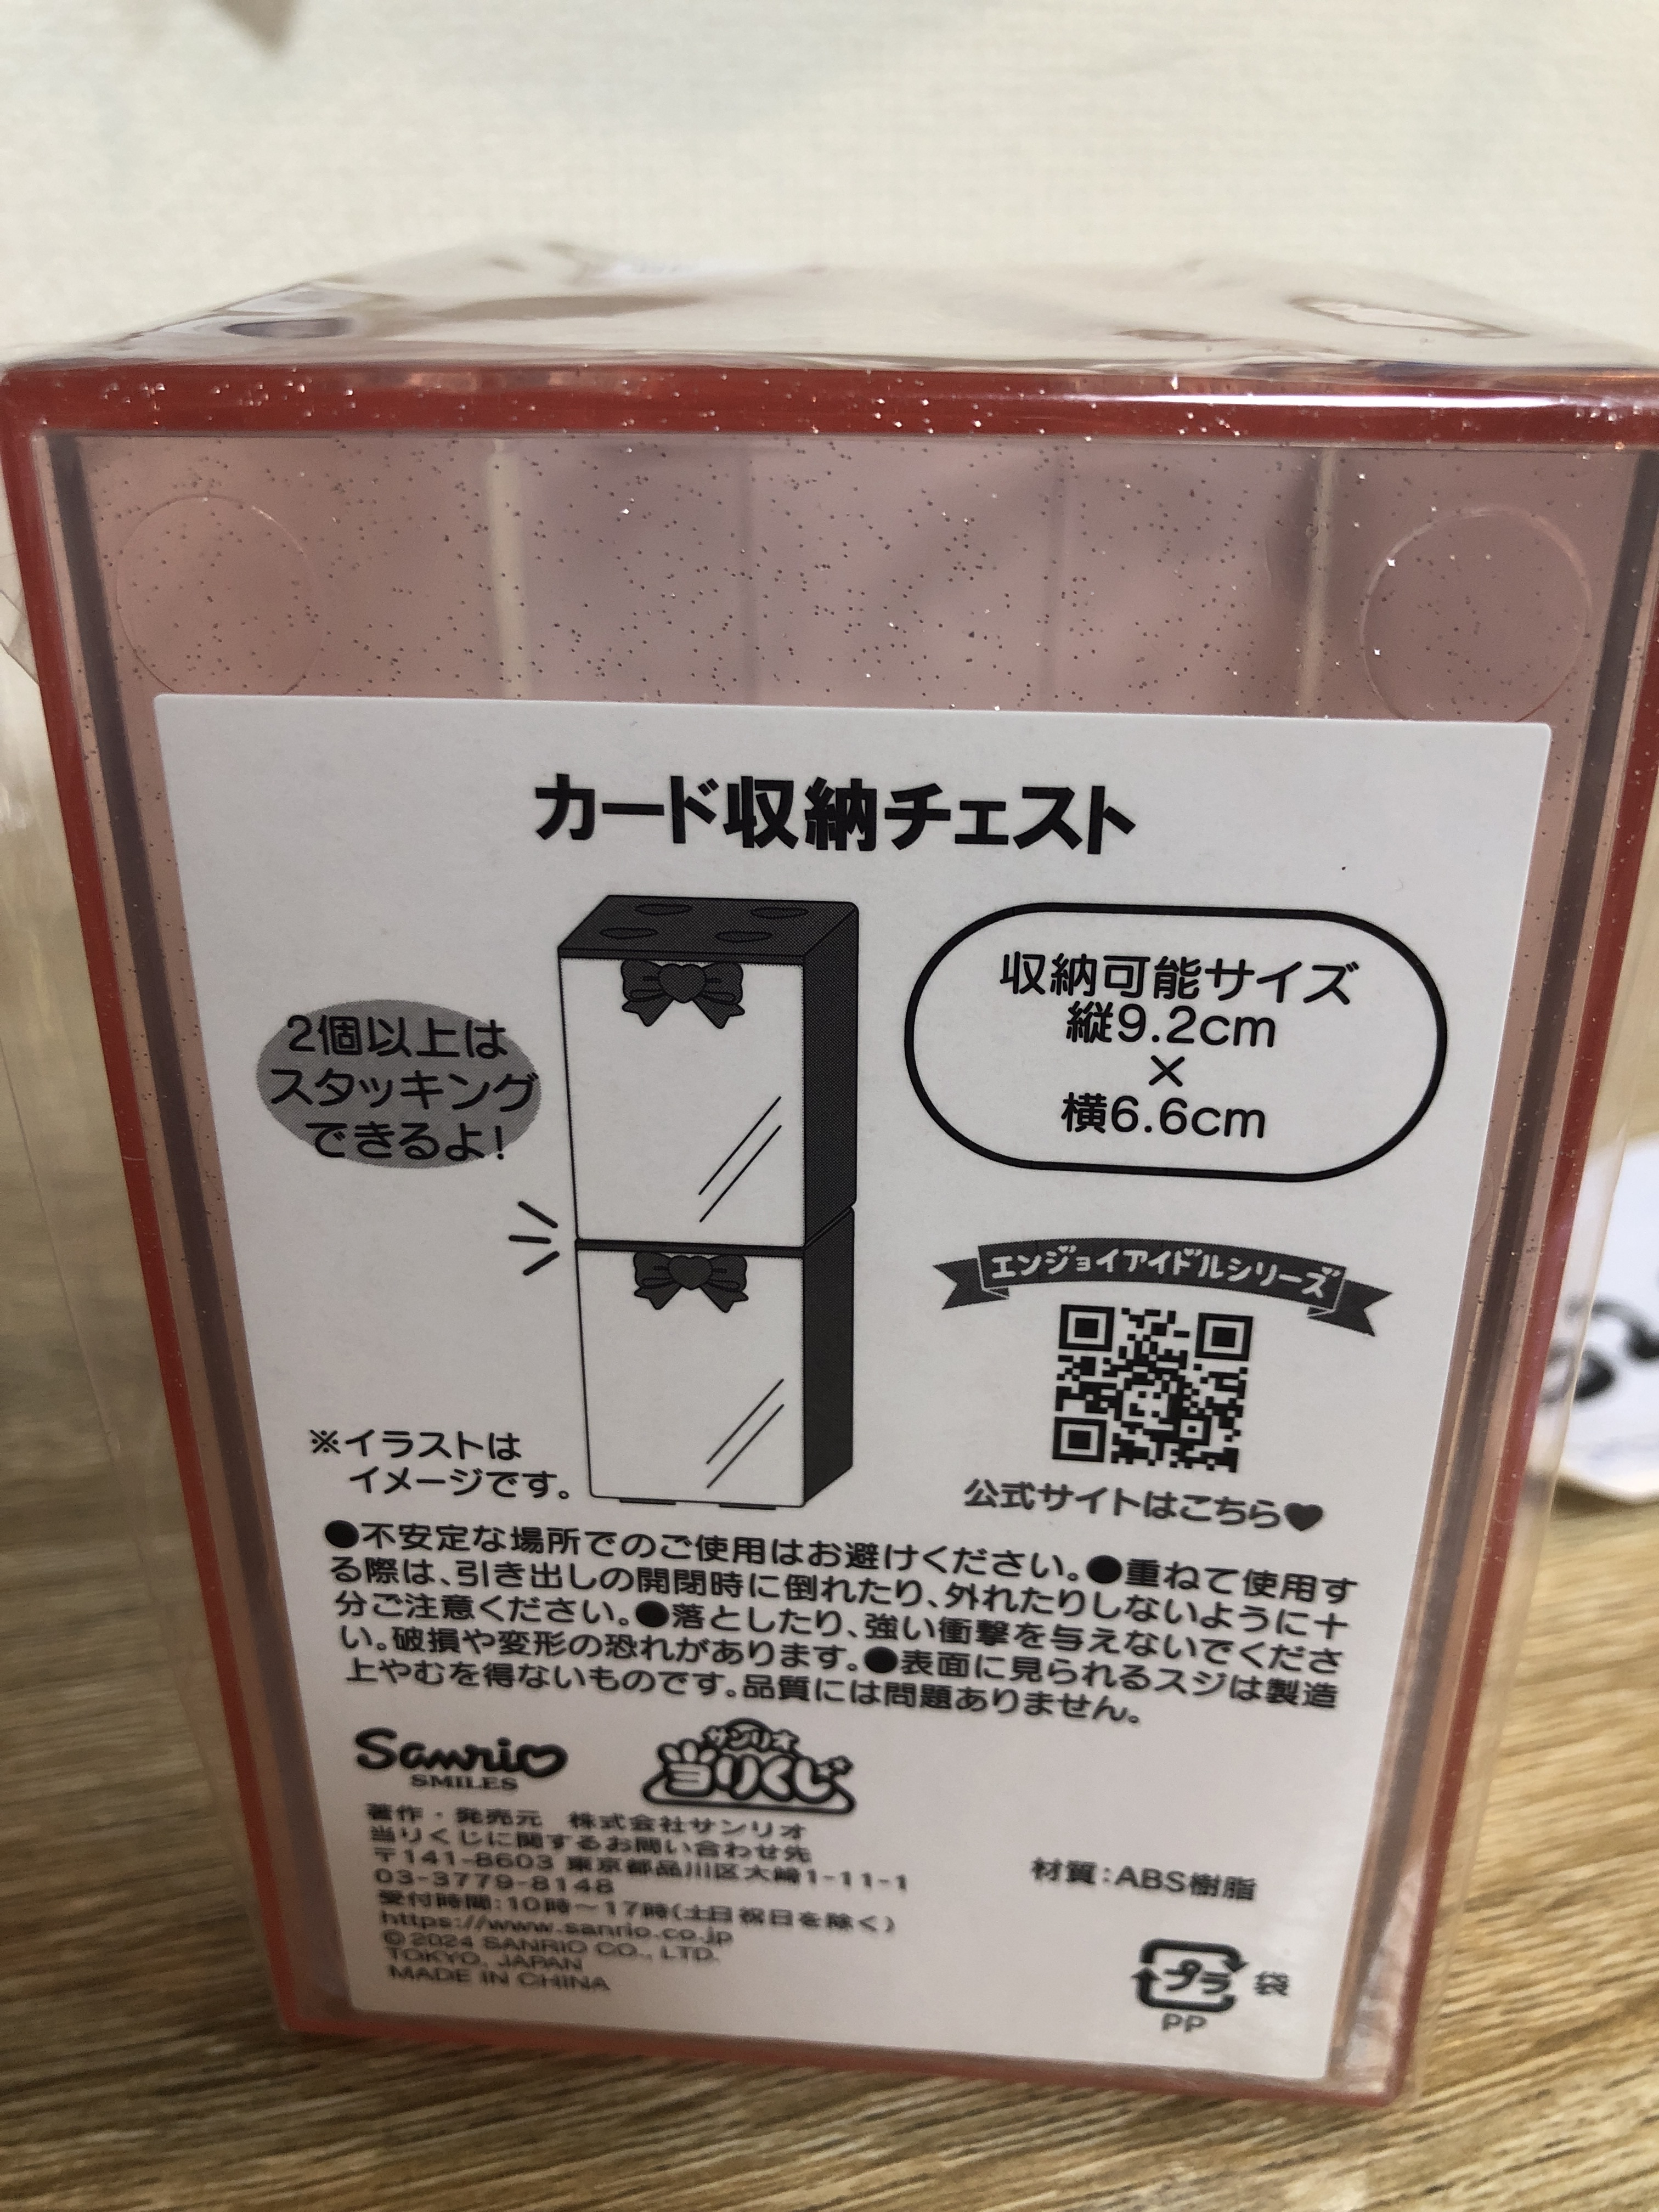 カード収納チェスト
2個以上は
スタッキング
できるよ!
収納可能サイズ
縦9.2cm
×
横6.6cm
エンジョイアイドルシリーズ
公式サイトはこちら♥
※イラストは
イメージです。
●不安定な場所でのご使用はお避けください。●重ねて使用す
る際は、引き出しの開閉時に倒れたり、外れたりしないように十
分ご注意ください。●落としたり、強い衝撃を与えないでくださ
い。破損や変形の恐れがあります。●表面に見られるスジは製造
上やむを得ないものです。品質には問題ありません。
Sanrio
SMILES
サンリオ
当りくじ
著作・発売元 株式会社サンリオ
当りくじに関するお問い合わせ先
〒141-8603 東京都品川区大崎1-11-1
03-3779-8148
受付時間:10時～17時(土日祝日を除く)
https://www.sanrio.co.jp
© 2024 SANRIO CO., LTD.
TOKYO, JAPAN
MADE IN CHINA
材質:ABS樹脂
プラ 袋
PP